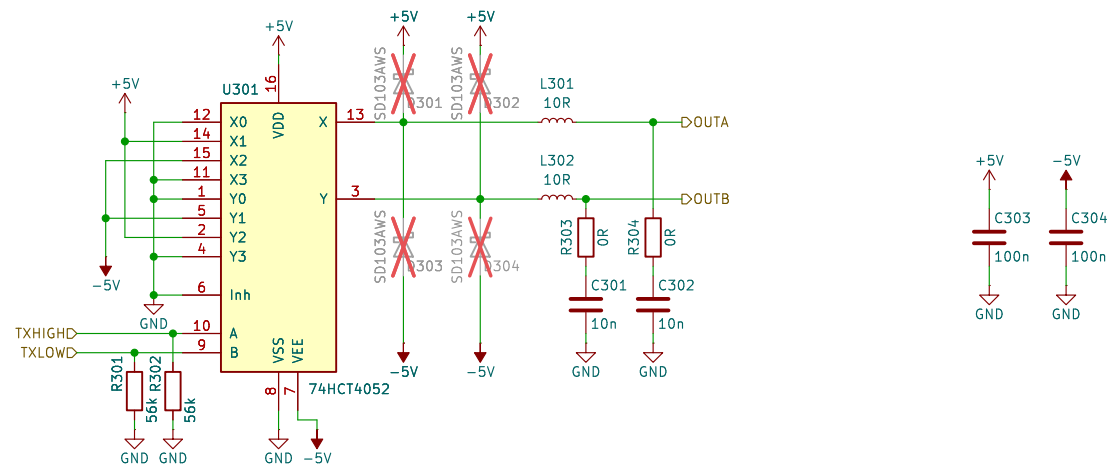 +5V
+5V
+5V
+5V
U301
16
VDD
12
X0
14
X1
15
X2
11
X3
1
Y0
5
Y1
2
Y2
4
Y3
6
Inh
10
A
9
B
X
13
Y
3
VSS
VEE
8
7
74HCT4052
-5V
GND
TXHIGH
TXLOW
R301
56k
R302
56k
GND
GND
GND
-5V
SD103AWS
D301
SD103AWS
D302
SD103AWS
D303
SD103AWS
D304
-5V
-5V
L301
10R
L302
10R
OUTA
OUTB
R303
0R
R304
0R
C301
10n
C302
10n
GND
GND
+5V
-5V
C303
100n
C304
100n
GND
GND